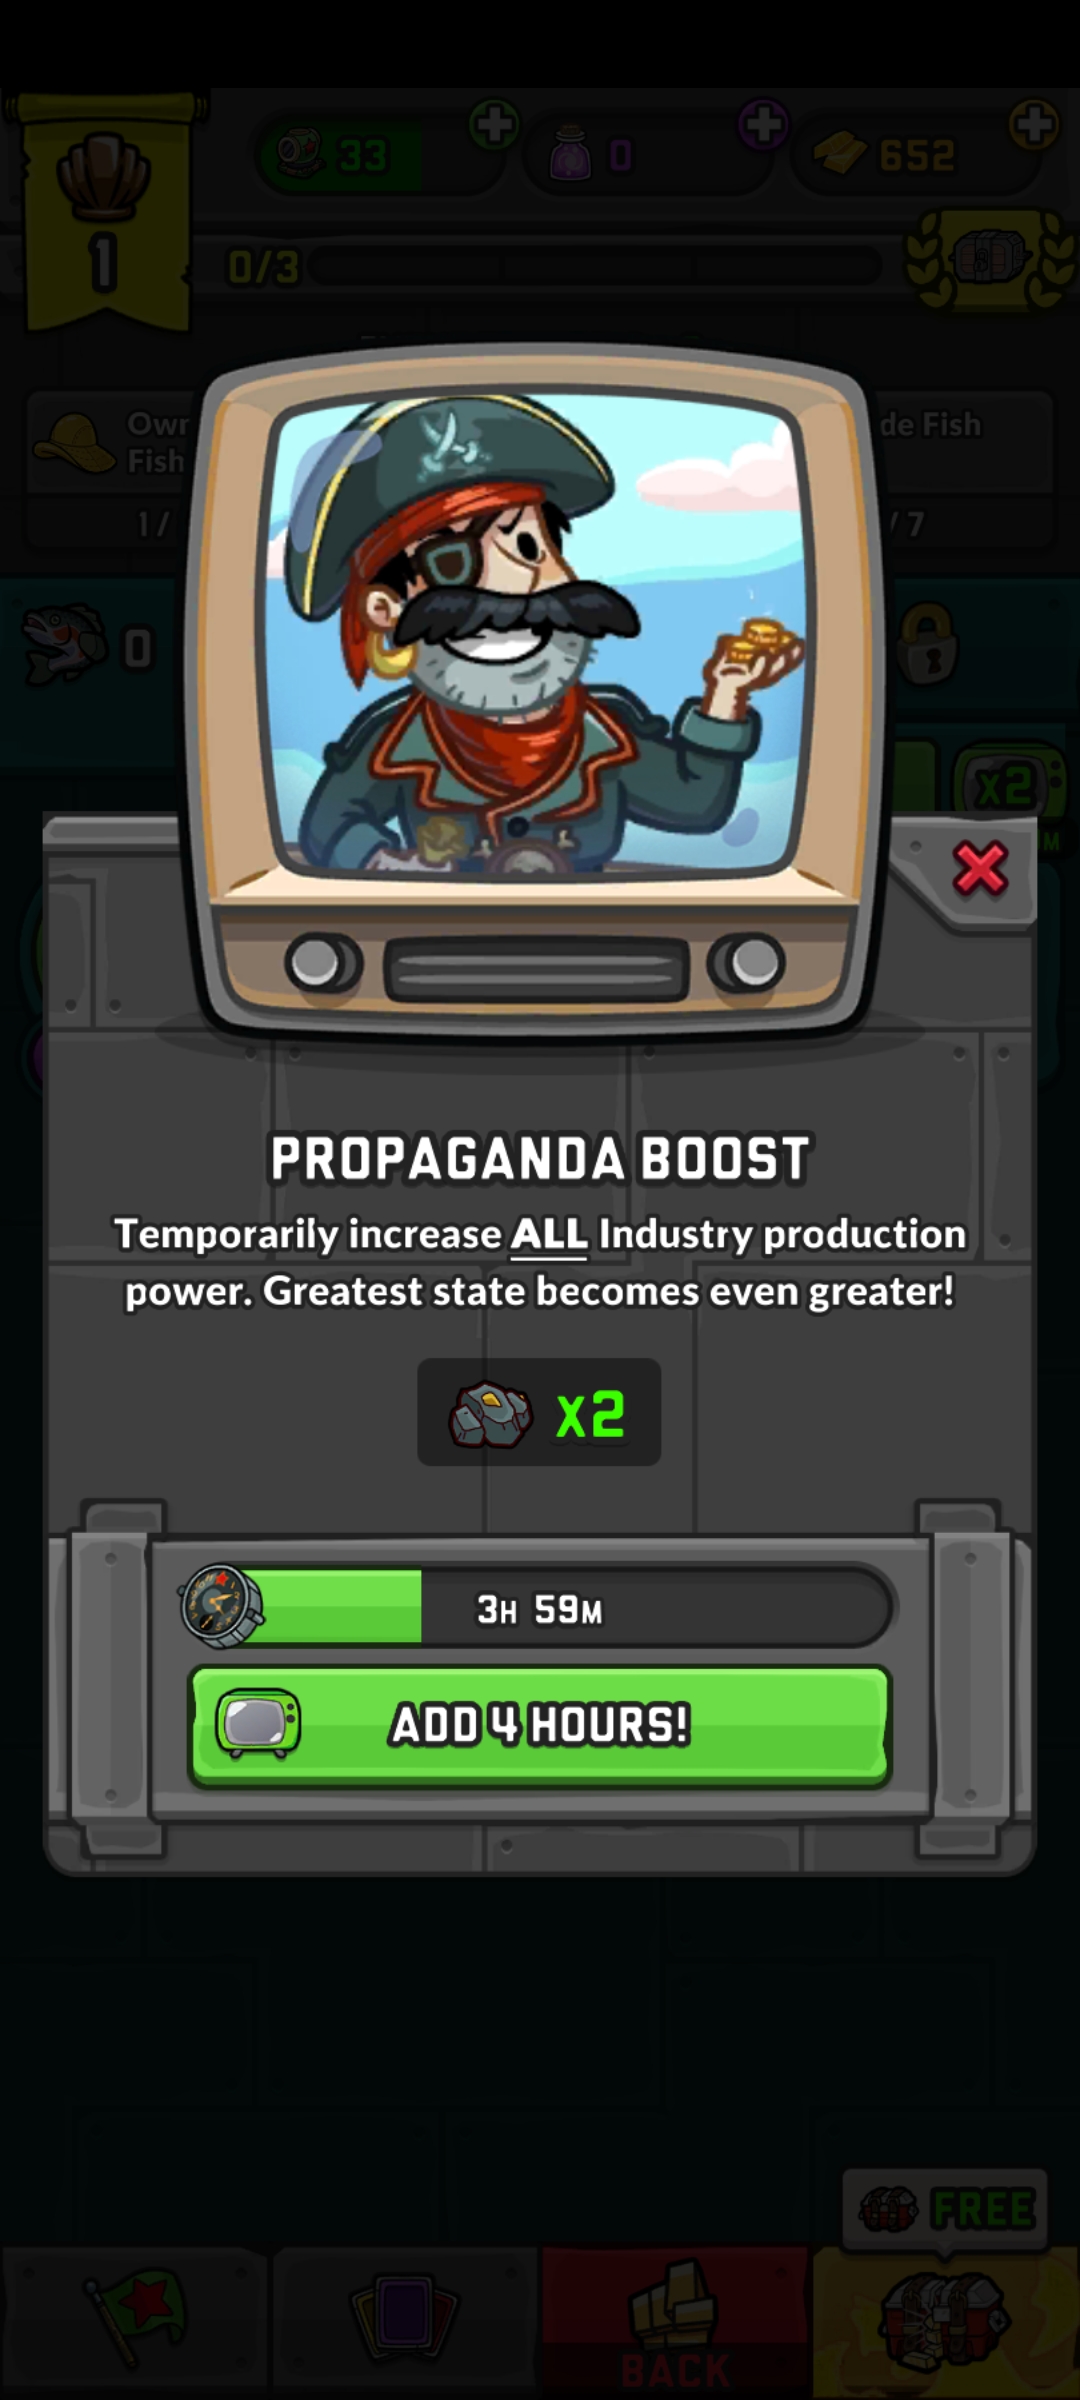 33
0
652
1
0/3
Own
Fish
de Fish
1/
/7
0
x2
M
PROPAGANDA BOOST
Temporarily increase ALL Industry production
power. Greatest state becomes even greater!
x2
3H 59M
ADD 4 HOURS!
FREE
BACK